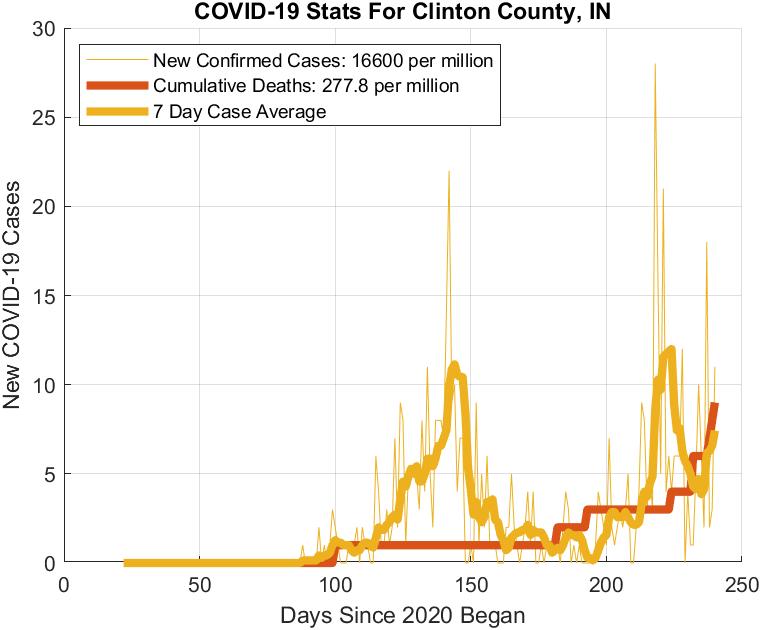 COVID-19 Stats For Clinton County, IN
New Confirmed Cases: 16600 per million
Cumulative Deaths: 277.8 per million
7 Day Case Average
New COVID-19 Cases
30
25
20
15
10
5
0
0 50 100 150 200 250
Days Since 2020 Began